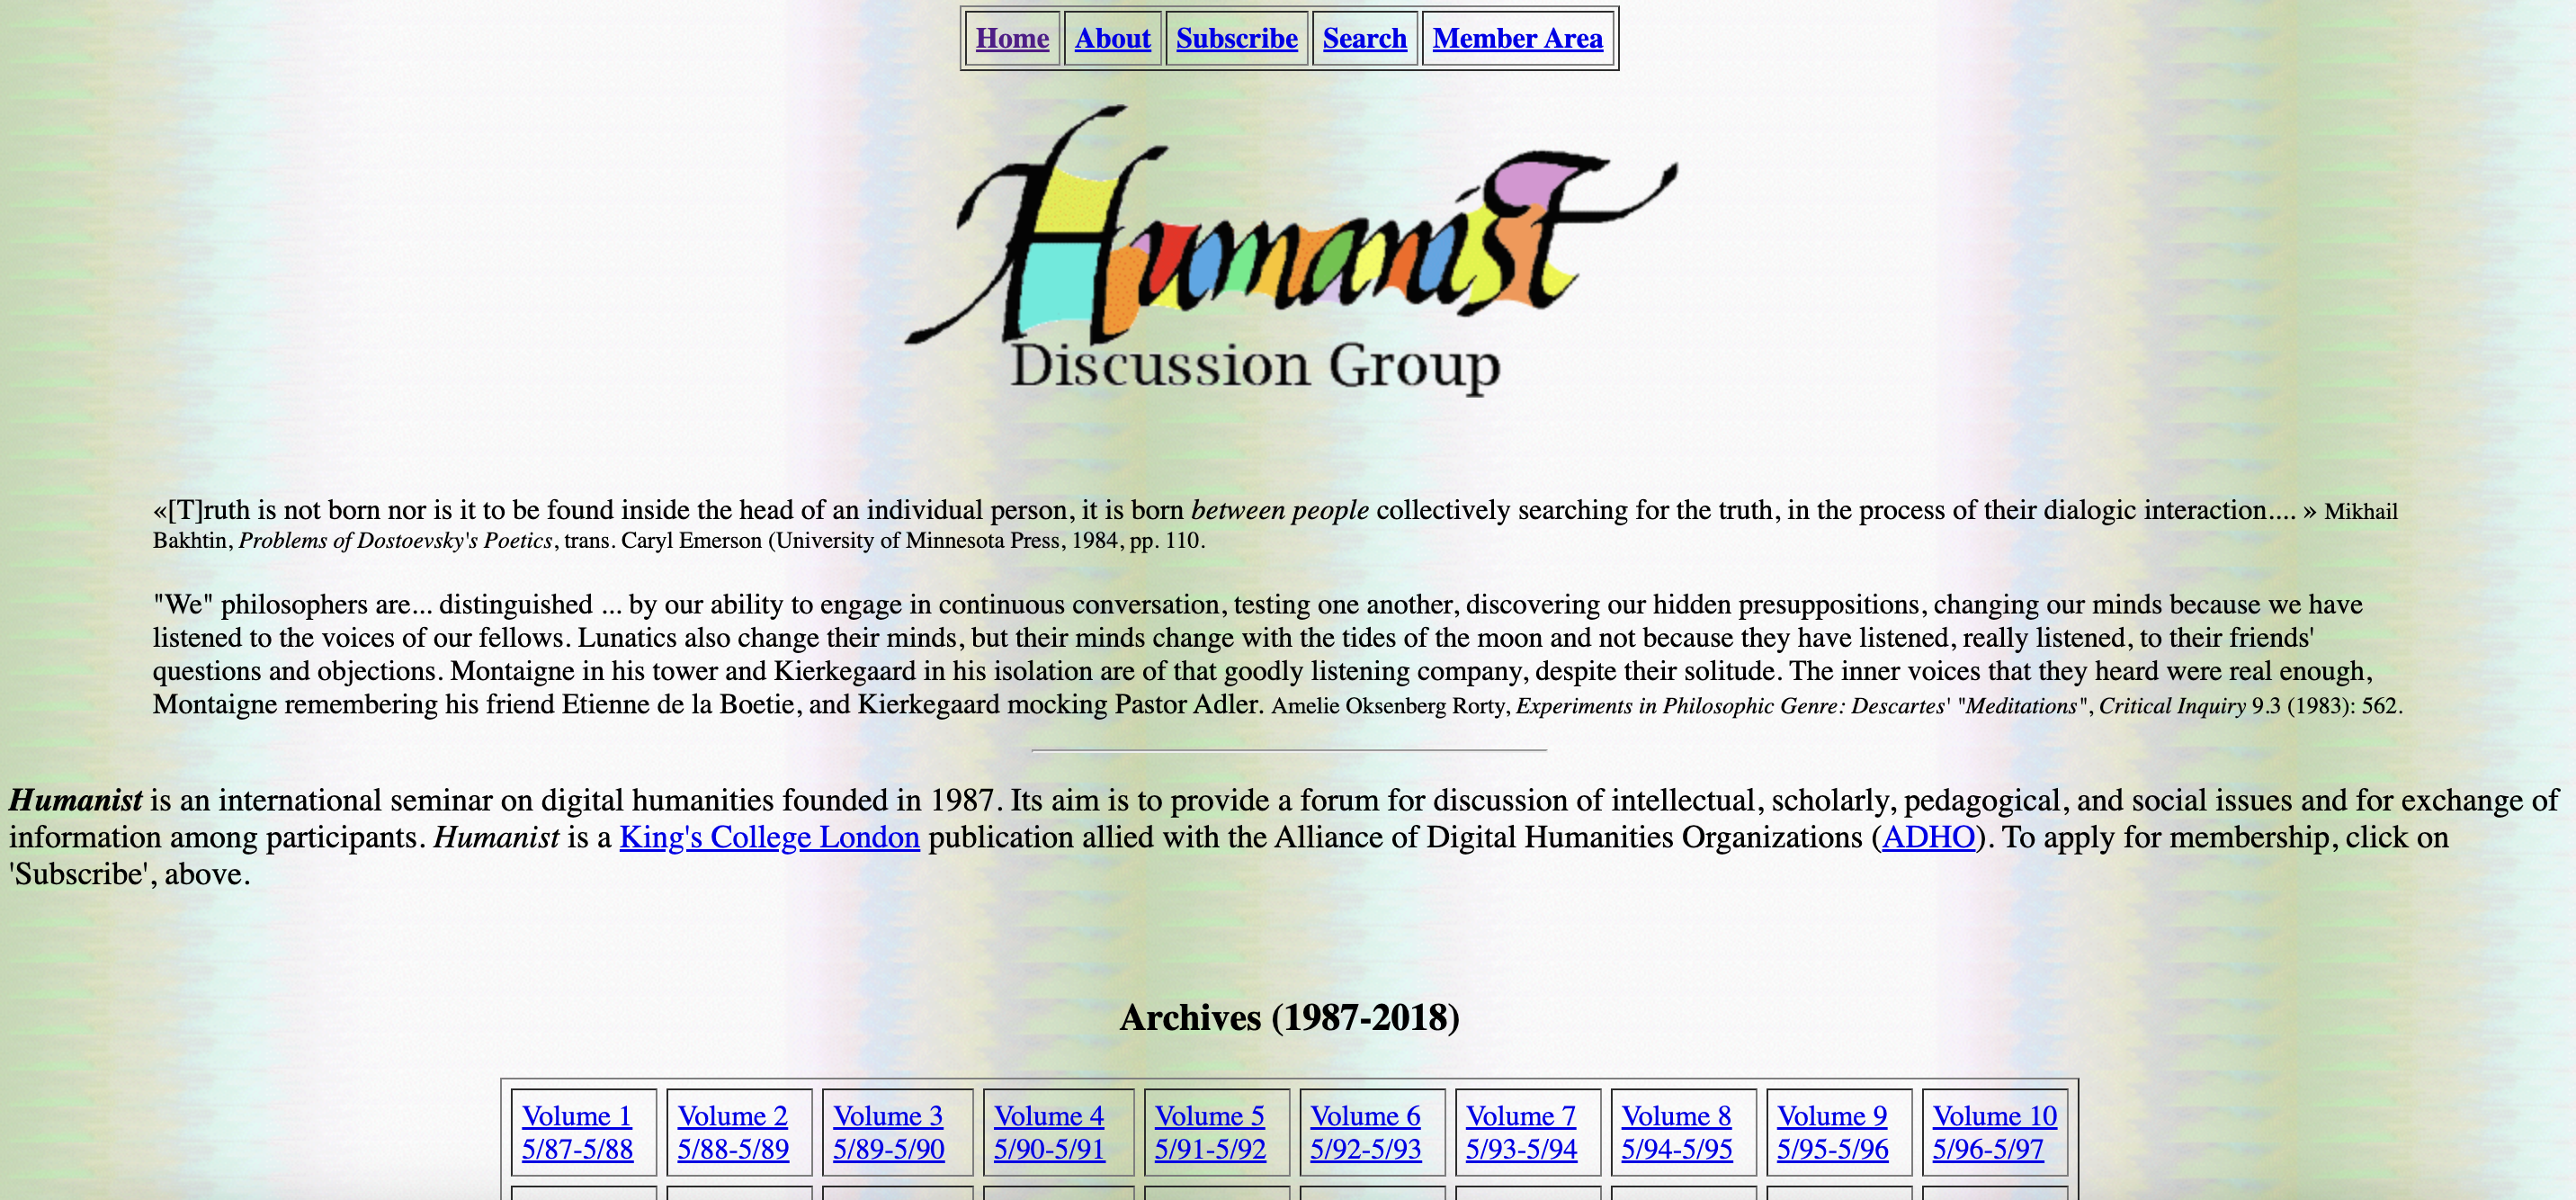 Home About Subscribe Search Member Area
Humanist
Discussion Group
«[T]ruth is not born nor is it to be found inside the head of an individual person, it is born between people collectively searching for the truth, in the process of their dialogic interaction.... » Mikhail
Bakhtin, Problems of Dostoevsky's Poetics, trans. Caryl Emerson (University of Minnesota Press, 1984, pp. 110.
"We" philosophers are... distinguished ... by our ability to engage in continuous conversation, testing one another, discovering our hidden presuppositions, changing our minds because we have
listened to the voices of our fellows. Lunatics also change their minds, but their minds change with the tides of the moon and not because they have listened, really listened, to their friends'
questions and objections. Montaigne in his tower and Kierkegaard in his isolation are of that goodly listening company, despite their solitude. The inner voices that they heard were real enough,
Montaigne remembering his friend Etienne de la Boetie, and Kierkegaard mocking Pastor Adler. Amelie Oksenberg Rorty, Experiments in Philosophic Genre: Descartes' "Meditations", Critical Inquiry 9.3 (1983): 562.
Humanist is an international seminar on digital humanities founded in 1987. Its aim is to provide a forum for discussion of intellectual, scholarly, pedagogical, and social issues and for exchange of
information among participants. Humanist is a King's College London publication allied with the Alliance of Digital Humanities Organizations (ADHO). To apply for membership, click on
'Subscribe', above.
Archives (1987-2018)
Volume 1 Volume 2 Volume 3 Volume 4 Volume 5 Volume 6 Volume 7 Volume 8 Volume 9 Volume 10
5/87-5/88 5/88-5/89 5/89-5/90 5/90-5/91 5/91-5/92 5/92-5/93 5/93-5/94 5/94-5/95 5/95-5/96 5/96-5/97